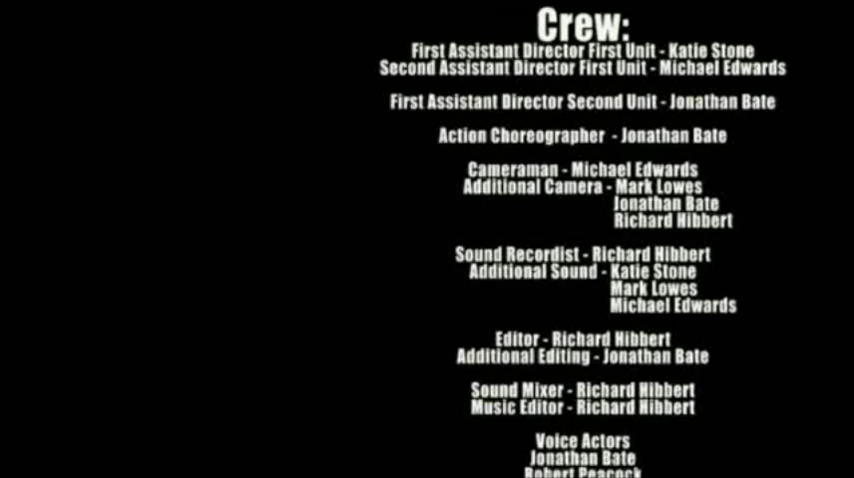 Crew:
First Assistant Director First Unit - Katie Stone
Second Assistant Director First Unit - Michael Edwards
First Assistant Director Second Unit - Jonathan Bate
Action Choreographer - Jonathan Bate
Cameraman - Michael Edwards
Additional Camera - Mark Lowes
Jonathan Bate
Richard Hibbert
Sound Recordist - Richard Hibbert
Additional Sound - Katie Stone
Mark Lowes
Michael Edwards
Editor - Richard Hibbert
Additional Editing - Jonathan Bate
Sound Mixer - Richard Hibbert
Music Editor - Richard Hibbert
Voice Actors
Jonathan Bate
Robert Peacock